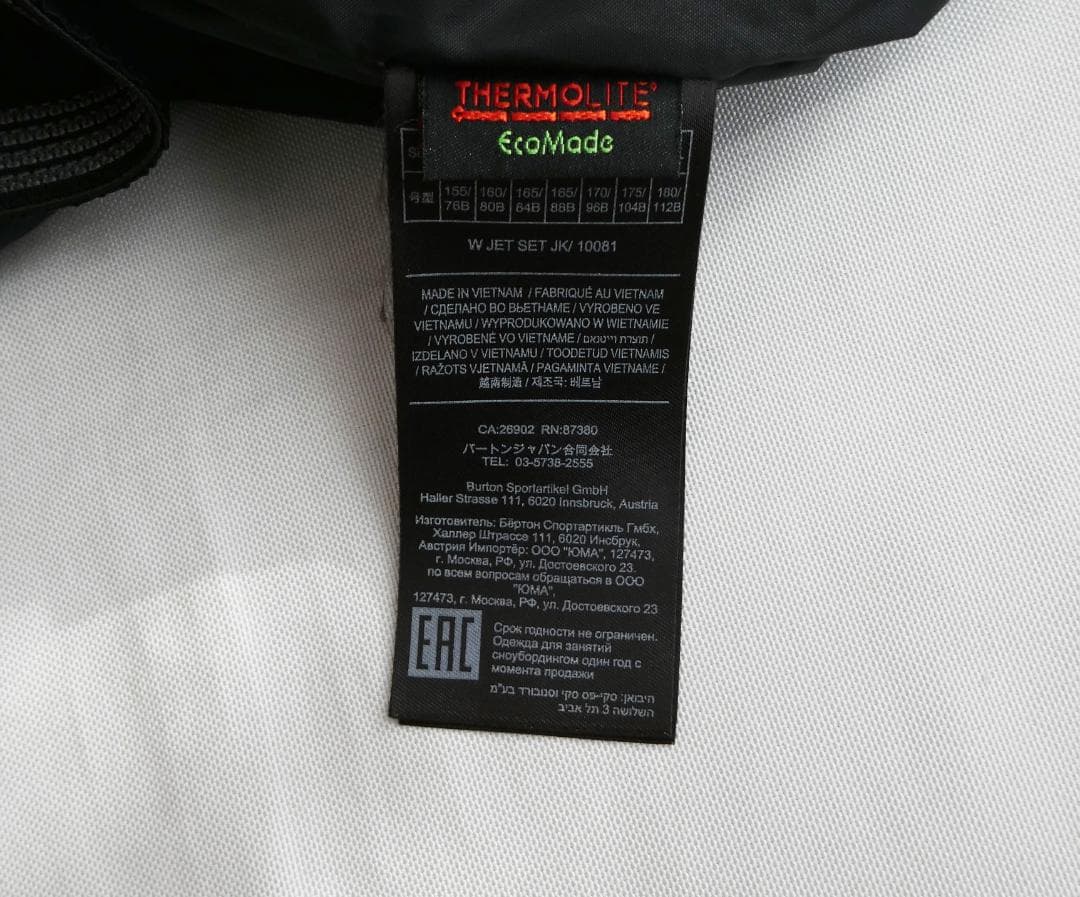 THERMOLITE®
EcoMade
号型 155/76B 160/80B 165/84B 165/88B 170/96B 175/104B 180/112B
W JET SET JK/ 10081
MADE IN VIETNAM / FABRIQUÉ AU VIETNAM
/ СДЕЛАНО ВО ВЬЕТНАМЕ / VYROBENO VE
VIETNAMU / WYPRODUKOWANO W WIETNAMIE
/ VYROBENÉ VO VIETNAME / תוצרת וייטנאם /
IZDELANO V VIETNAMU / TOODETUD VIETNAMIS
/ RAŽOTS VJETNAMĀ / PAGAMINTA VIETNAME /
越南制造 / 제조국: 베트남
CA:26902 RN:87380
バートンジャパン合同会社
TEL: 03-5738-2555
Burton Sportartikel GmbH
Haller Strasse 111, 6020 Innsbruck, Austria
Изготовитель: Бёртон Спортартикль Гмбх,
Халлер Штрассе 111, 6020 Инсбрук,
Австрия Импортёр: ООО "ЮМА", 127473,
г. Москва, РФ, ул. Достоевского 23.
по всем вопросам обращаться в ООО
"ЮМА",
127473, г. Москва, РФ, ул. Достоевского 23
EAC
Срок годности не ограничен.
Одежда для занятий
сноубордингом один год с
момента продажи
היבואן: סקי-פס סקי וסנובורד בע"מ
השלושה 3 תל אביב